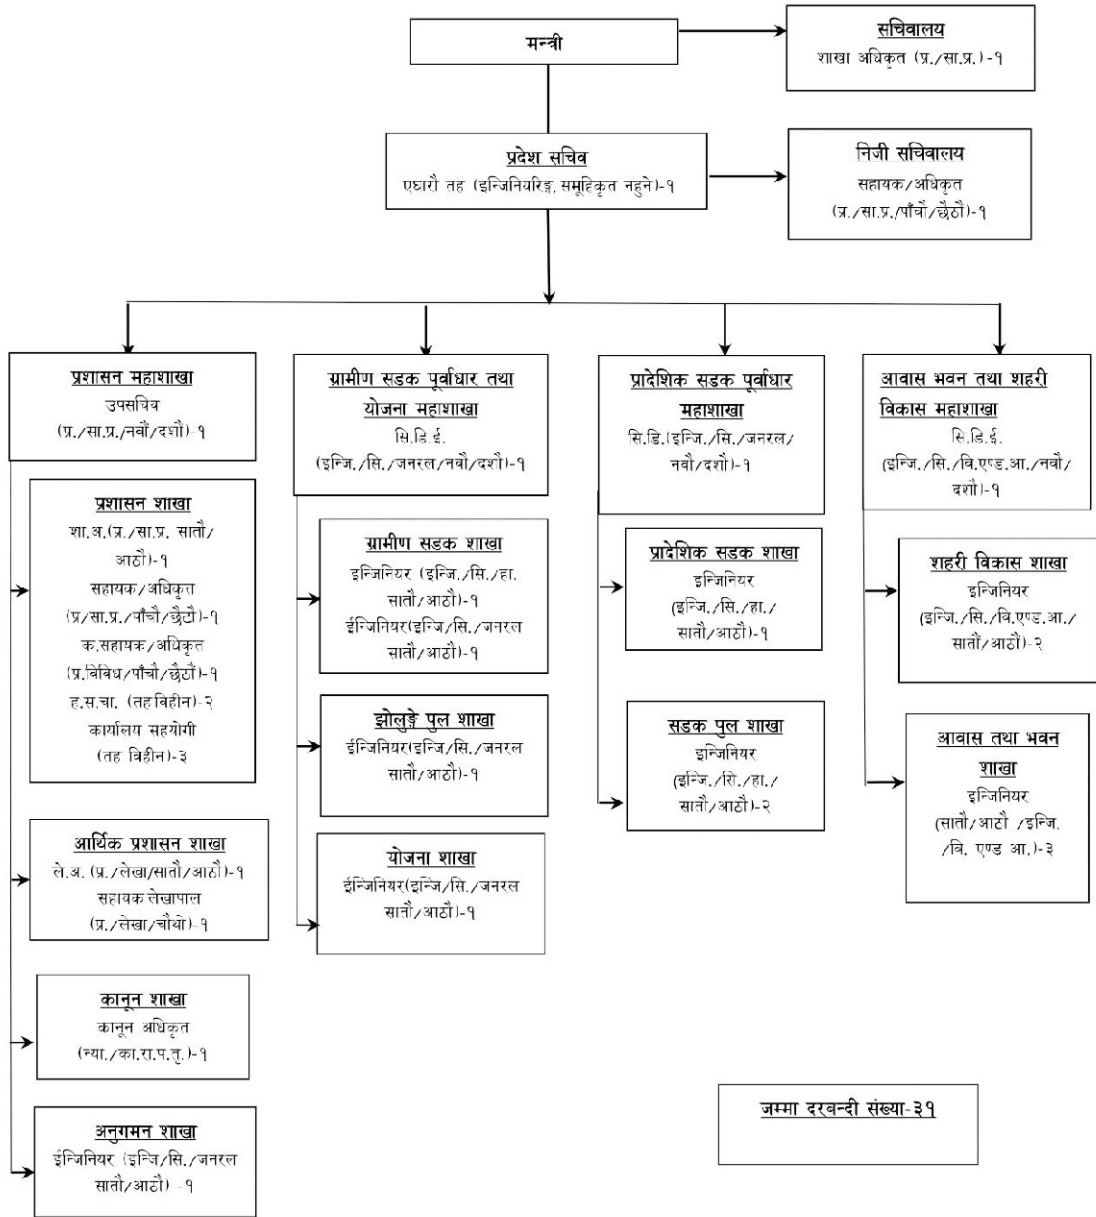 मन्त्री
सचिवालय
शाखा अधिकृत (प्र./सा.प्र.)-१
प्रदेश सचिव
एघारौ तह (इन्जिनियरिङ्ग, समूहिकृत नहुने)-१
निजी सचिवालय
सहायक/अधिकृत
(प्र./सा.प्र./पाँचौ/छैठौ)-१
प्रशासन महाशाखा
उपसचिव
(प्र./सा.प्र./नवौं/दशौं)-१
प्रशासन शाखा
शा.अ.(प्र./सा.प्र. सातौ/
आठौ)-१
सहायक/अधिकृत
(प्र/सा.प्र./पाँचौ/छैटौ)-१
क.सहायक/अधिकृत
(प्र.विविध/पाँचौ/छैठौं)-१
ह.स.चा. (तह विहीन)-२
कार्यालय सहयोगी
(तह विहीन)-३
आर्थिक प्रशासन शाखा
ले.अ. (प्र./लेखा/सातौ/आठौ)-१
सहायक लेखापाल
(प्र./लेखा/चौथो)-१
कानून शाखा
कानून अधिकृत
(न्या./का.रा.प.तृ.)-१
अनुगमन शाखा
ईन्जिनियर (इन्जि/सि./जनरल
सातौ/आठौ) -१
ग्रामीण सडक पूर्वाधार तथा
योजना महाशाखा
सि.डि.ई.
(इन्जि./सि./जनरल/नवौ/दशौ)-१
ग्रामीण सडक शाखा
इन्जिनियर (इन्जि./सि./हा.
सातौ/आठौ)-१
ईन्जिनियर(इन्जि/सि./जनरल
सातौ/आठौ)-१
झोलुङ्गे पुल शाखा
ईन्जिनियर(इन्जि/सि./जनरल
सातौ/आठौ)-१
योजना शाखा
ईन्जिनियर(इन्जि/सि./जनरल
सातौ/आठौ)-१
प्रादेशिक सडक पूर्वाधार
महाशाखा
सि.डि.(इन्जि./सि./जनरल/
नवौ/दशौ)-१
प्रादेशिक सडक शाखा
इन्जिनियर
(इन्जि./सि./हा./
सातौ/आठौ)-१
सडक पुल शाखा
इन्जिनियर
(इन्जि./सि./हा./
सातौ/आठौ)-२
आवास भवन तथा शहरी
विकास महाशाखा
सि.डि.ई.
(इन्जि./सि./वि.एण्ड.आ./नवौ/
दशौ)-१
शहरी विकास शाखा
इन्जिनियर
(इन्जि./सि./वि.एण्ड.आ./
सातौं/आठौं)-२
आवास तथा भवन
शाखा
इन्जिनियर
(सातौ/आटौ /इन्जि.
/वि. एण्ड आ.)-३
जम्मा दरबन्दी संख्या-३१